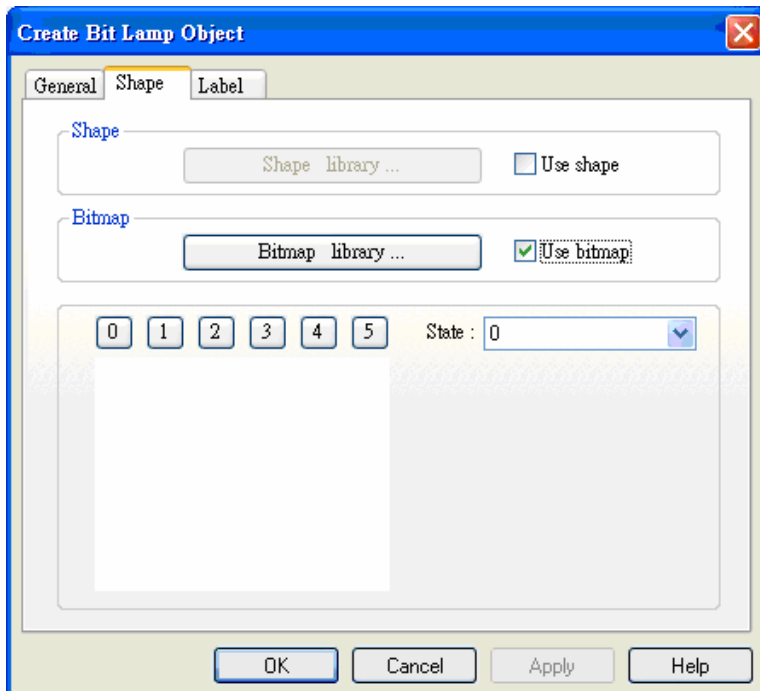 Create Bit Lamp Object
General Shape Label
Shape
Shape library ... Use shape
Bitmap
Bitmap library ... Use bitmap
0 1 2 3 4 5 State : 0
OK Cancel Apply Help